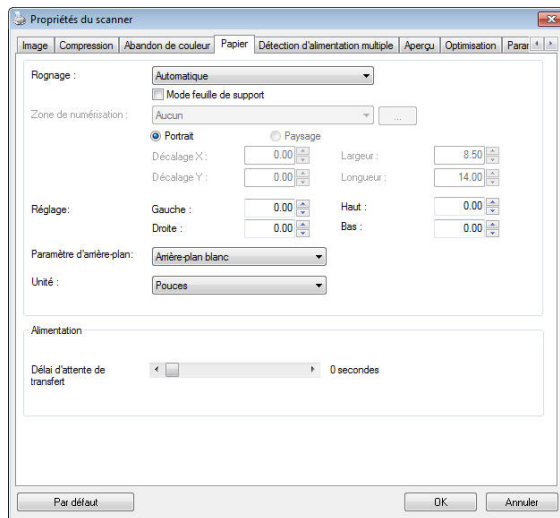 Propriétés du scanner
Image Compression Abandon de couleur Papier Détection d'alimentation multiple Aperçu Optimisation Parar
Rognage : Automatique
Mode feuille de support
Zone de numérisation : Aucun ...
Portrait Paysage
Décalage X : 0.00 Largeur : 8.50
Décalage Y : 0.00 Longueur : 14.00
Réglage: Gauche : 0.00 Haut : 0.00
Droite : 0.00 Bas : 0.00
Paramètre d'arrière-plan: Arrière-plan blanc
Unité : Pouces
Alimentation
Délai d'attente de 0 secondes
transfert
Par défaut OK Annuler